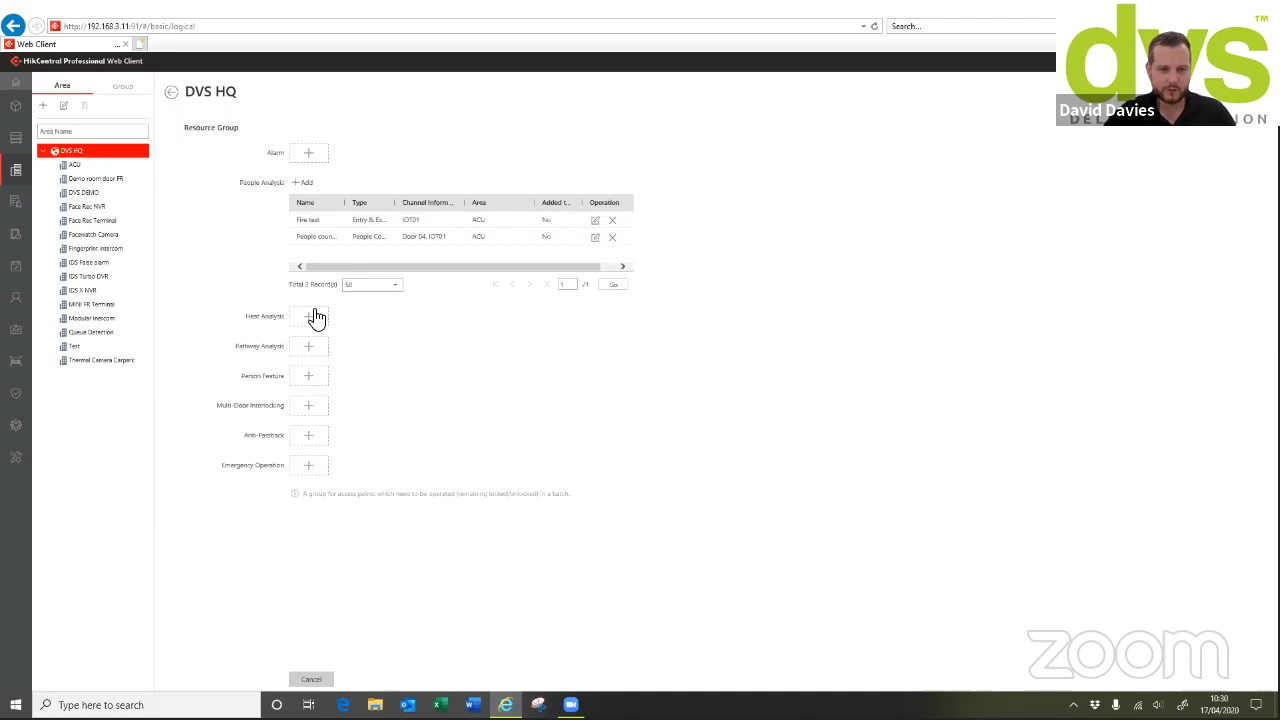 http://192.168.3.11:91/#/basic/logical
Search...
Web Client
...
HikCentral Professional Web Client
Area
Group
Area Name
DVS HQ
ACU
Demo room door FR
DVS DEMO
Face Rec NVR
Face Rec Terminal
Facewatch Camera
Fingerprint Intercom
IDS False alarm
IDS Turbo DVR
IDS X NVR
MINI FR Terminal
Modular Inercom
Queue Detection
Test
Thermal Camera Carpark
DVS HQ
Resource Group
Alarm
People Analysis
Add
Name Type Channel Inform... Area Added t... Operation
Fire test Entry & Ex... IOT01 ACU No
People coun... People Co... Door 04, IOT01 ACU No
Total 2 Record(s)
50
1 /1 Go
Heat Analysis
Pathway Analysis
Person Feature
Multi-Door Interlocking
Anti-Passback
Emergency Operation
A group for access points which need to be operated (remaining locked/unlocked) in a batch.
Cancel
dvs
TM
David Davies
zoom
Type here to search
10:30
17/04/2020